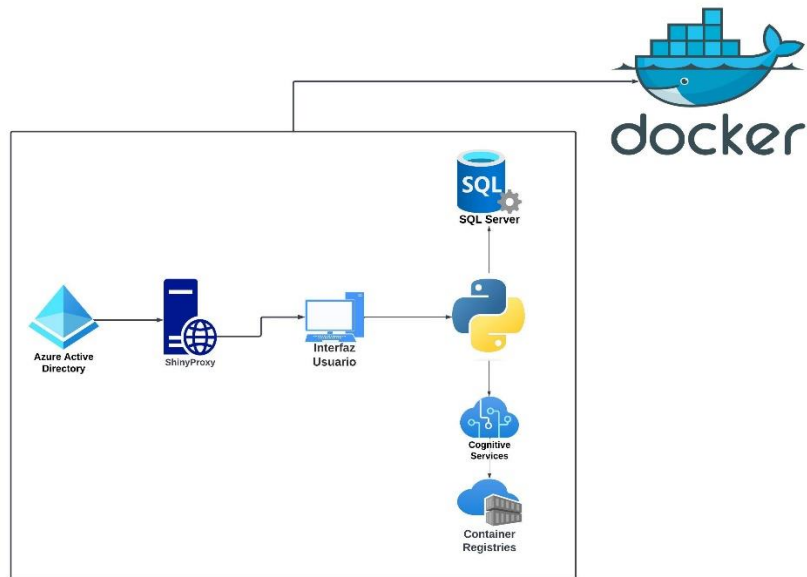 docker
SQL
SQL Server
Azure Active
Directory
ShinyProxy
Interfaz
Usuario
Cognitive
Services
Container
Registries